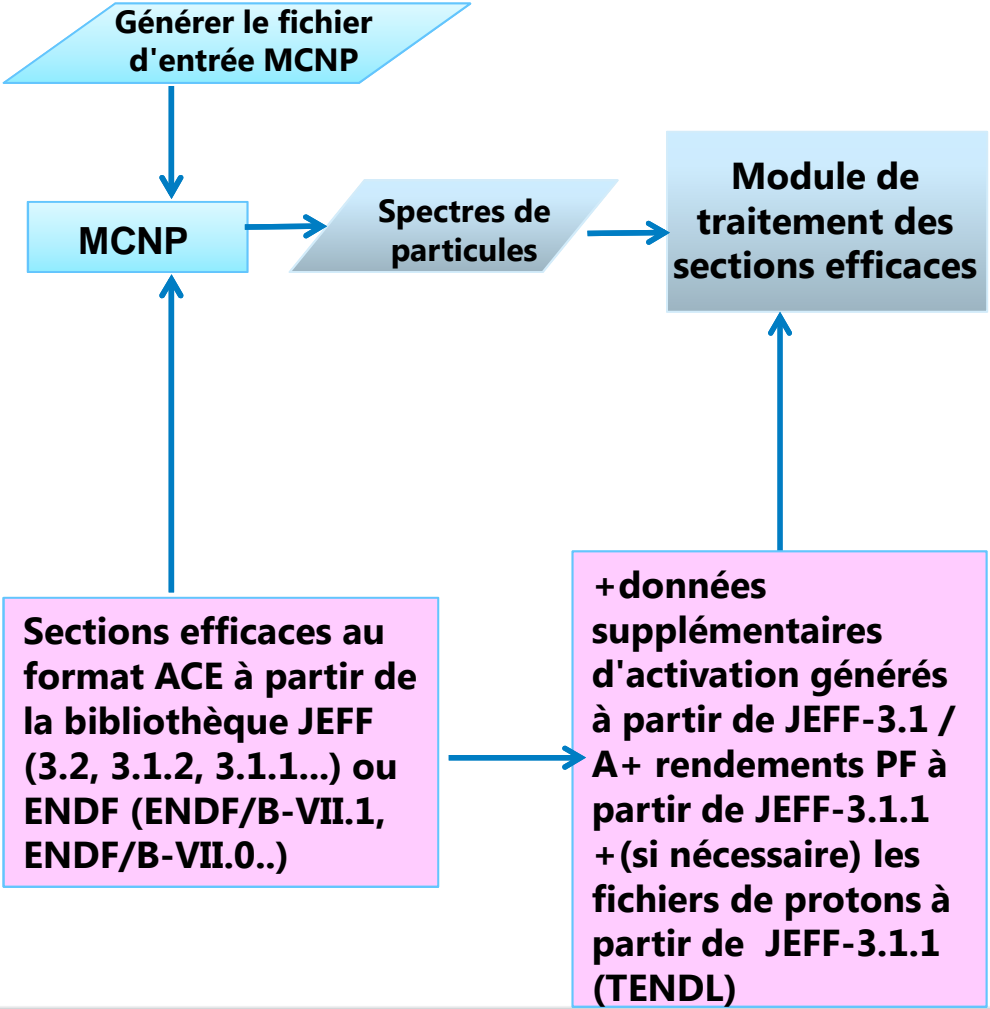 Générer le fichier
d'entrée MCNP
MCNP
Spectres de
particules
Module de
traitement des
sections efficaces
Sections efficaces au
format ACE à partir de
la bibliothèque JEFF
(3.2, 3.1.2, 3.1.1...) ou
ENDF (ENDF/B-VII.1,
ENDF/B-VII.0..)
+données
supplémentaires
d'activation générés
à partir de JEFF-3.1 /
A+ rendements PF à
partir de JEFF-3.1.1
+(si nécessaire) les
fichiers de protons à
partir de  JEFF-3.1.1
(TENDL)